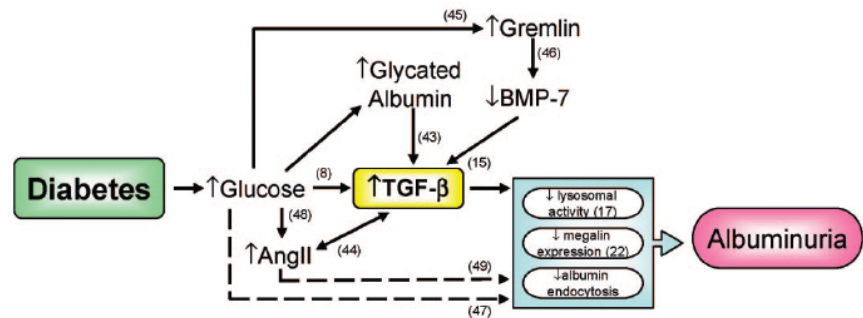 (45)
↑Gremlin
(46)
↑Glycated
Albumin
↓BMP-7
(43)
(15)
Diabetes
↑Glucose
(8)
↑TGF-β
↓ lysosomal
activity (17)
(48)
↓ megalin
expression (22)
Albuminuria
↑AngII
(44)
(49)
↓albumin
endocytosis
(47)